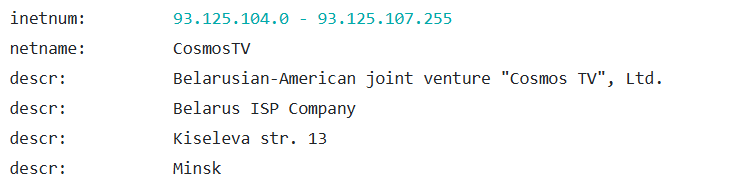 inetnum: 93.125.104.0 - 93.125.107.255
netname: CosmosTV
descr: Belarusian-American joint venture "Cosmos TV", Ltd.
descr: Belarus ISP Company
descr: Kiseleva str. 13
descr: Minsk